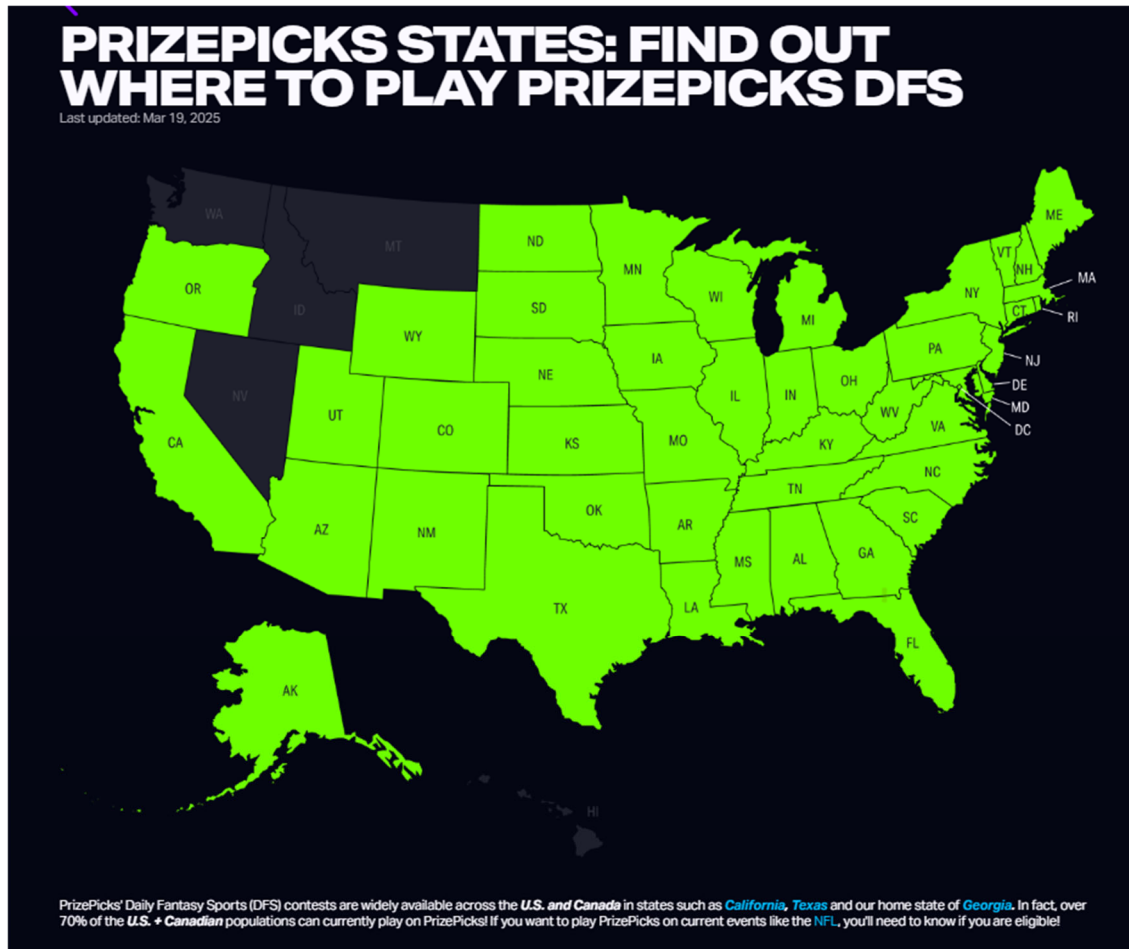 PRIZEPICKS STATES: FIND OUT
WHERE TO PLAY PRIZEPICKS DFS
Last updated: Mar 19, 2025
WA
MT
ND
MN
ME
VT
NH
OR
ID
SD
WI
NY
MA
WY
MI
CT
RI
NV
NE
IA
PA
NJ
UT
CO
IL
IN
OH
DE
MD
CA
KS
MO
WV
VA
DC
KY
AZ
NM
OK
AR
TN
NC
SC
MS
AL
GA
TX
LA
FL
AK
HI
PrizePicks' Daily Fantasy Sports (DFS) contests are widely available across the U.S. and Canada in states such as California, Texas and our home state of Georgia. In fact, over
70% of the U.S. + Canadian populations can currently play on PrizePicks! If you want to play PrizePicks on current events like the NFL, you'll need to know if you are eligible!